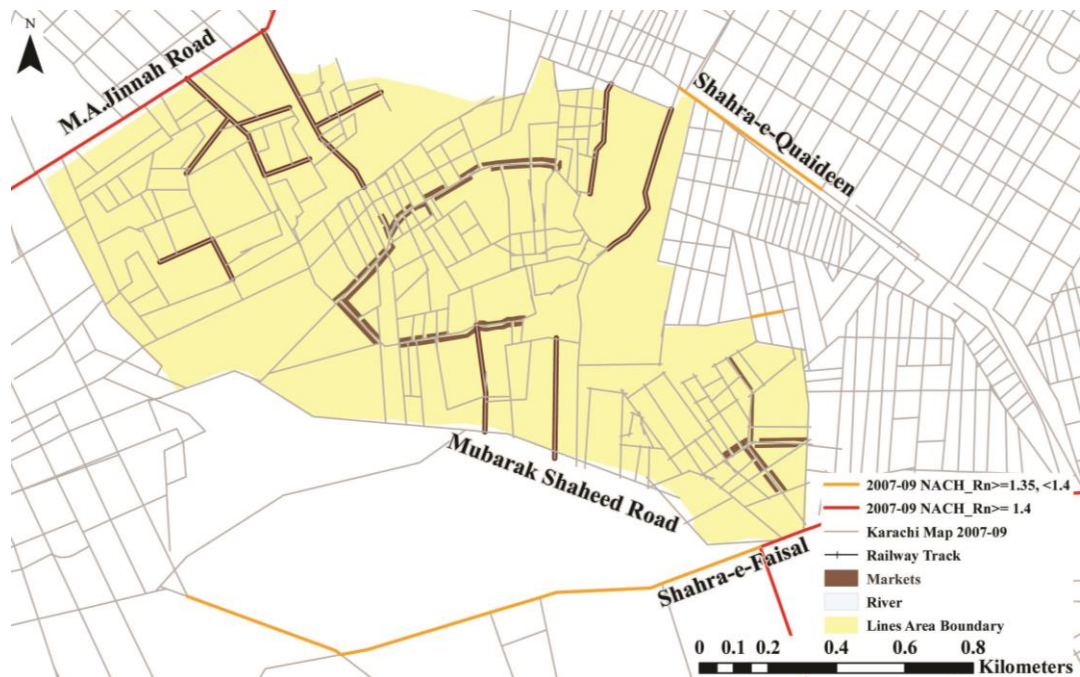 N
M.A.Jinnah Road
Shahra-e-Quaideen
Mubarak Shaheed Road
Shahra-e-Faisal
2007-09 NACH_Rn>=1.35, <1.4
2007-09 NACH_Rn>= 1.4
Karachi Map 2007-09
Railway Track
Markets
River
Lines Area Boundary
0 0.1 0.2 0.4 0.6 0.8
Kilometers